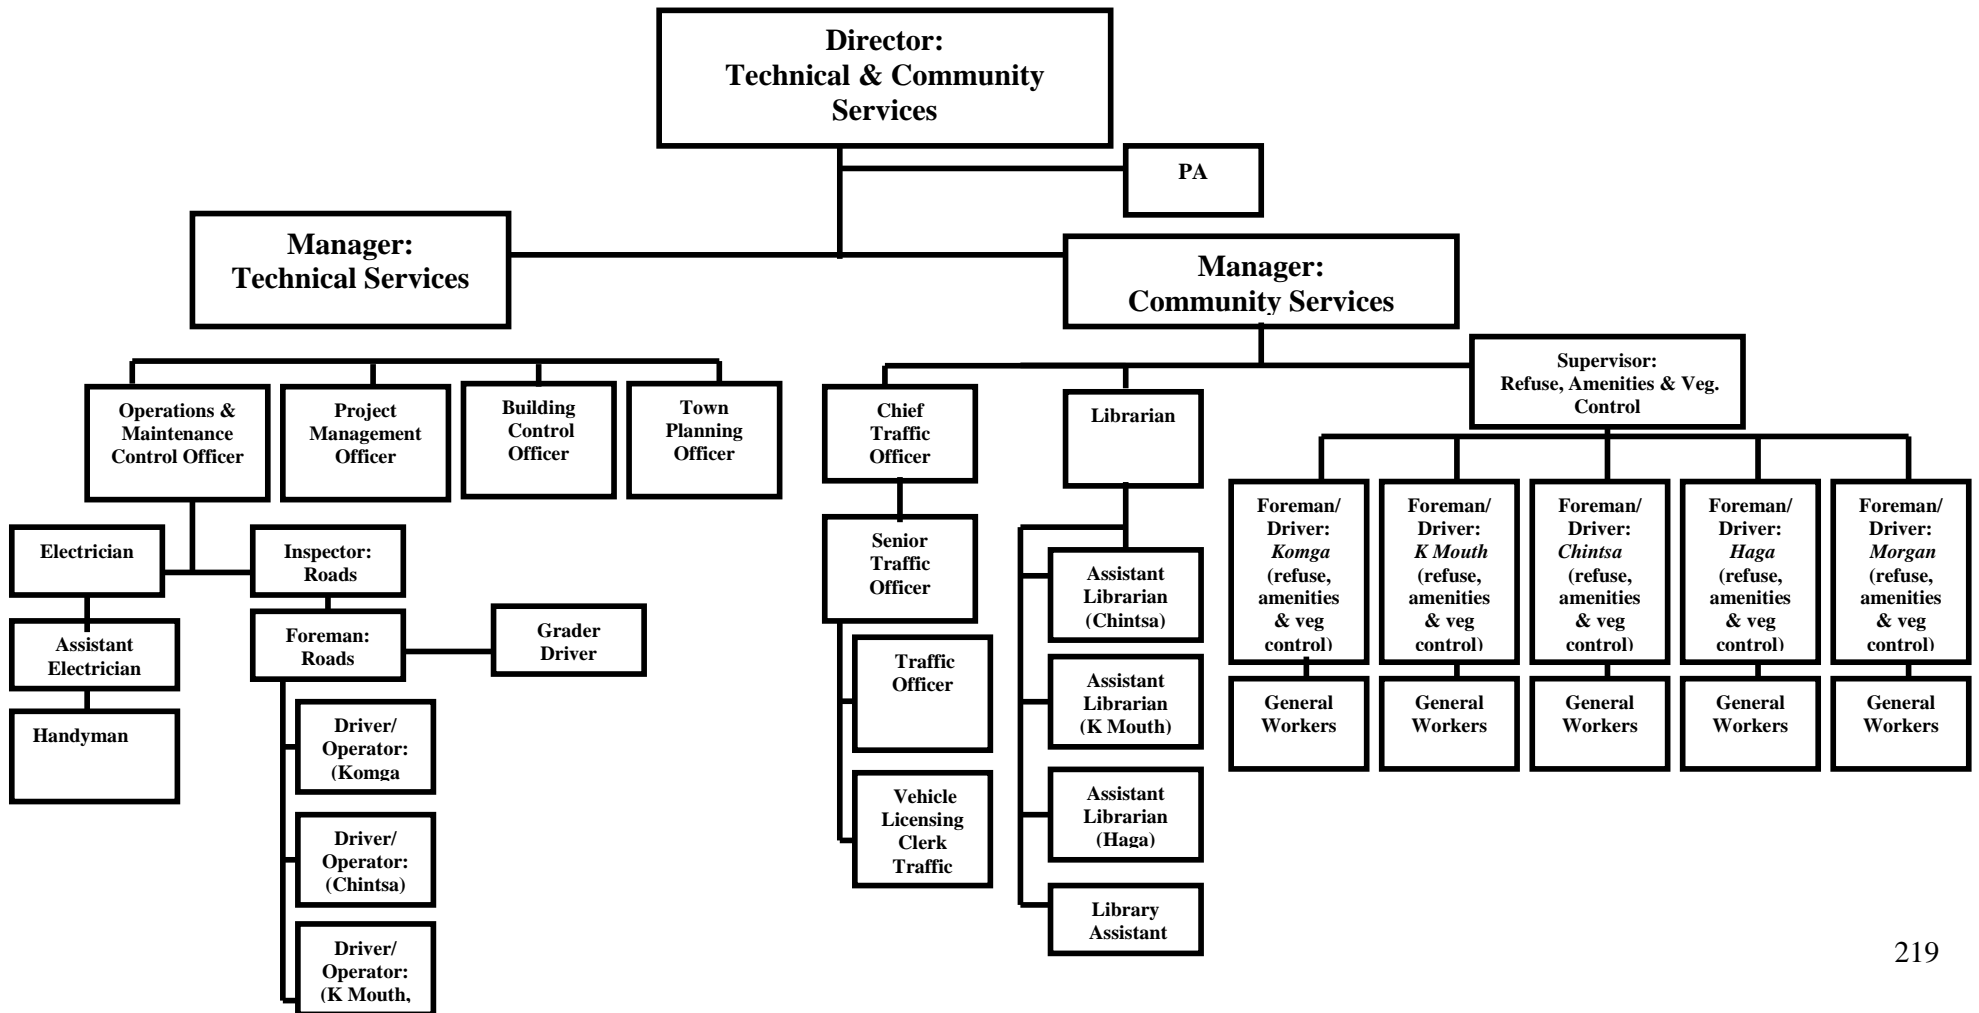 Director:
Technical & Community
Services
PA
Manager:
Technical Services
Manager:
Community Services
Supervisor:
Refuse, Amenities & Veg.
Control
Operations &
Maintenance
Control Officer
Project
Management
Officer
Building
Control
Officer
Town
Planning
Officer
Chief
Traffic
Officer
Librarian
Electrician
Inspector:
Roads
Assistant
Electrician
Foreman:
Roads
Grader
Driver
Handyman
Driver/
Operator:
(Komga
Driver/
Operator:
(Chintsa)
Driver/
Operator:
(K Mouth,
Senior
Traffic
Officer
Traffic
Officer
Vehicle
Licensing
Clerk
Traffic
Assistant
Librarian
(Chintsa)
Assistant
Librarian
(K Mouth)
Assistant
Librarian
(Haga)
Library
Assistant
Foreman/
Driver:
Komga
(refuse,
amenities
& veg
control)
Foreman/
Driver:
K Mouth
(refuse,
amenities
& veg
control)
Foreman/
Driver:
Chintsa
(refuse,
amenities
& veg
control)
Foreman/
Driver:
Haga
(refuse,
amenities
& veg
control)
Foreman/
Driver:
Morgan
(refuse,
amenities
& veg
control)
General
Workers
General
Workers
General
Workers
General
Workers
General
Workers
219